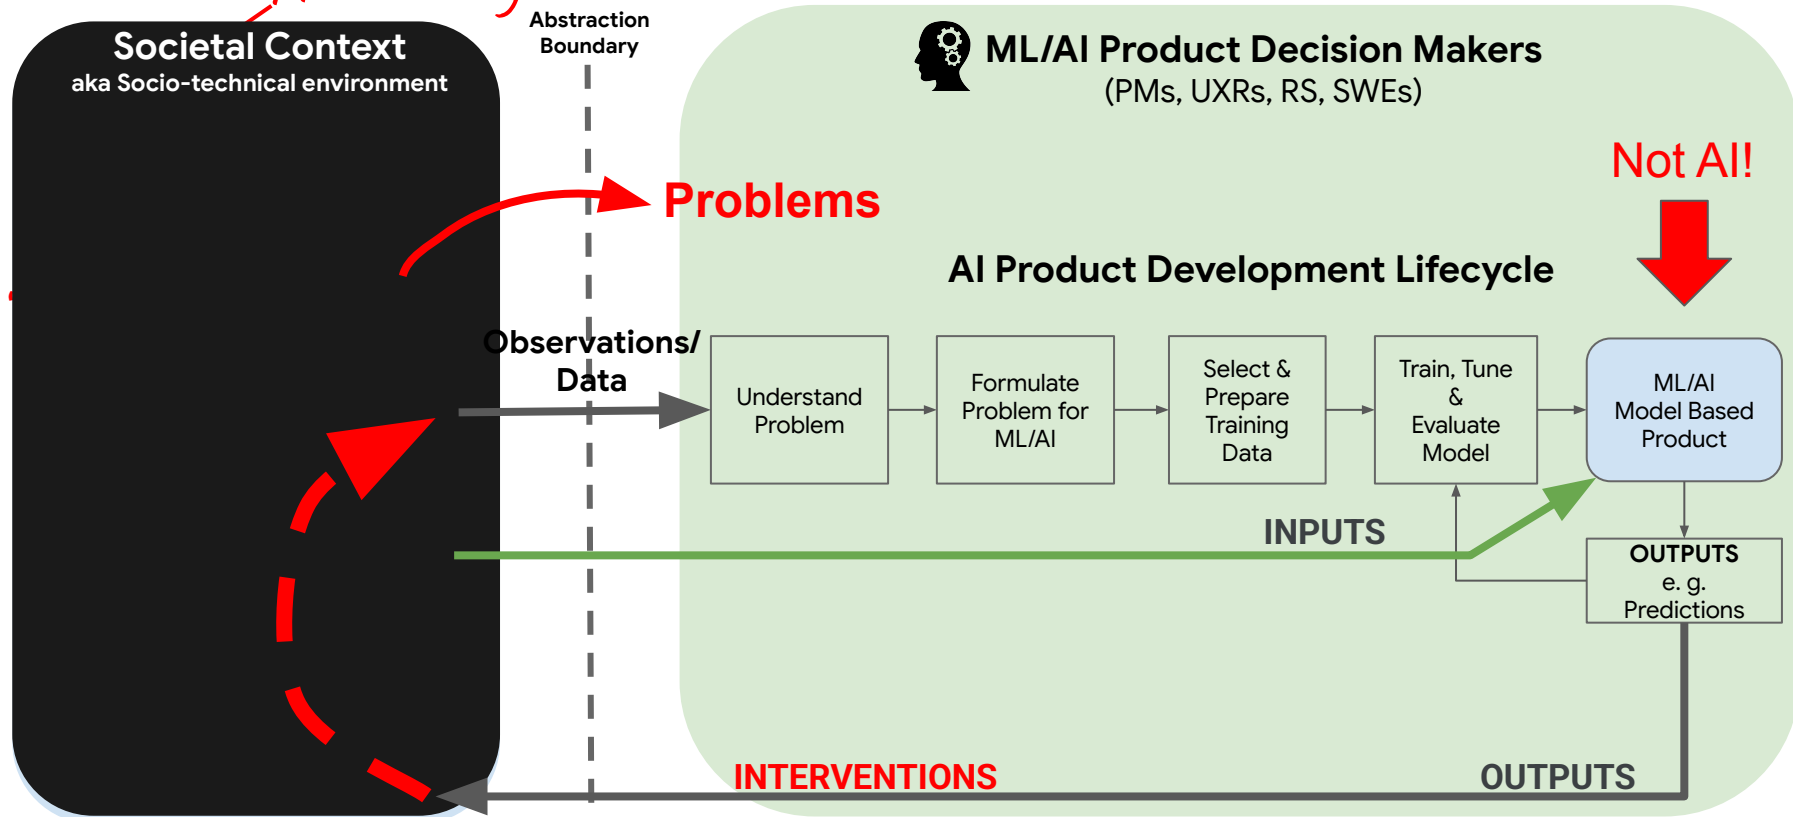 Abstraction
Boundary
Societal Context
aka Socio-technical environment
ML/AI Product Decision Makers
(PMs, UXRs, RS, SWEs)
Not AI!
Problems
AI Product Development Lifecycle
Observations/
Data
Understand
Problem
Formulate
Problem for
ML/AI
Select &
Prepare
Training
Data
Train, Tune
&
Evaluate
Model
ML/AI
Model Based
Product
INPUTS
OUTPUTS
e. g.
Predictions
INTERVENTIONS
OUTPUTS